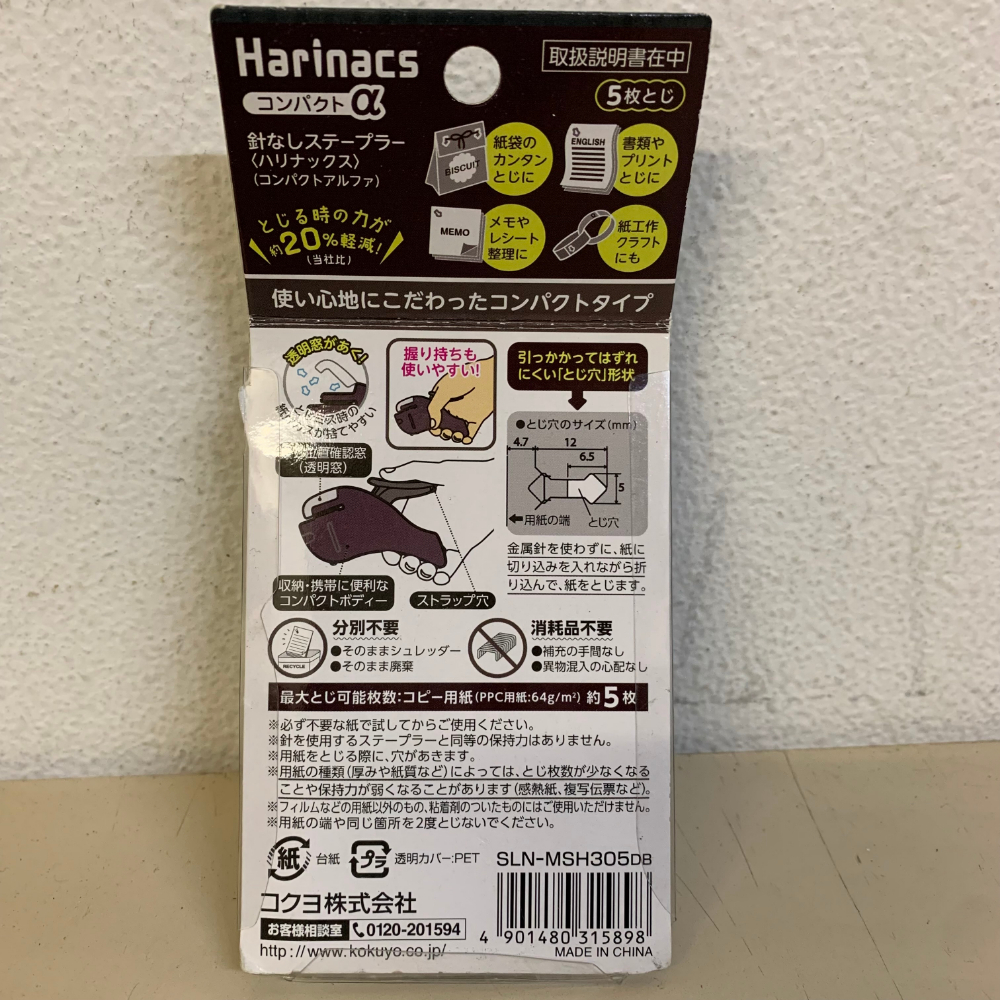 Harinacs
コンパクトα
取扱説明書在中
5枚とじ
針なしステープラー
〈ハリナックス〉
(コンパクトアルファ)
BISCUIT
紙袋の
カンタン
とじに
ENGLISH
書類や
プリント
とじに
とじる時の力が
約20%軽減!
(当社比)
MEMO
メモや
レシート
整理に
紙工作
クラフト
にも
使い心地にこだわったコンパクトタイプ
透明窓があく!
とじミス時の
が捨てやすい
握り持ちも
使いやすい!
引っかかってはずれ
にくい「とじ穴」形状
●とじ穴のサイズ(mm)
4.7 12
6.5
5
用紙の端 とじ穴
位置確認窓
(透明窓)
収納・携帯に便利な
コンパクトボディー
ストラップ穴
金属針を使わずに、紙に
切り込みを入れながら折
り込んで、紙をとじます。
RECYCLE
分別不要
●そのままシュレッダー
●そのまま廃棄
消耗品不要
●補充の手間なし
●異物混入の心配なし
最大とじ可能枚数:コピー用紙(PPC用紙:64g/m²) 約5枚
※必ず不要な紙で試してからご使用ください。
※針を使用するステープラーと同等の保持力はありません。
※用紙をとじる際に、穴があきます。
※用紙の種類(厚みや紙質など)によっては、とじ枚数が少なくなる
ことや保持力が弱くなることがあります(感熱紙、複写伝票など)。
※フィルムなどの用紙以外のもの、粘着剤のついたものにはご使用いただけません。
※用紙の端や同じ箇所を2度とじないでください。
紙 台紙 プラ 透明カバー:PET SLN-MSH305DB
コクヨ株式会社
お客様相談室 0120-201594
http://www.kokuyo.co.jp/
4 901480 315898
MADE IN CHINA